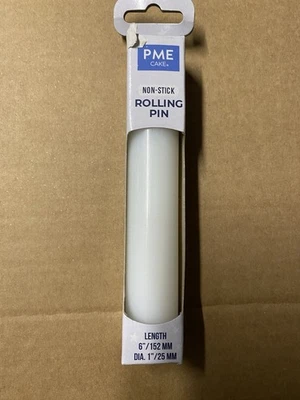 PME
CAKE
NON-STICK
ROLLING
PIN
LENGTH
6"/152 MM
DIA. 1"/25 MM